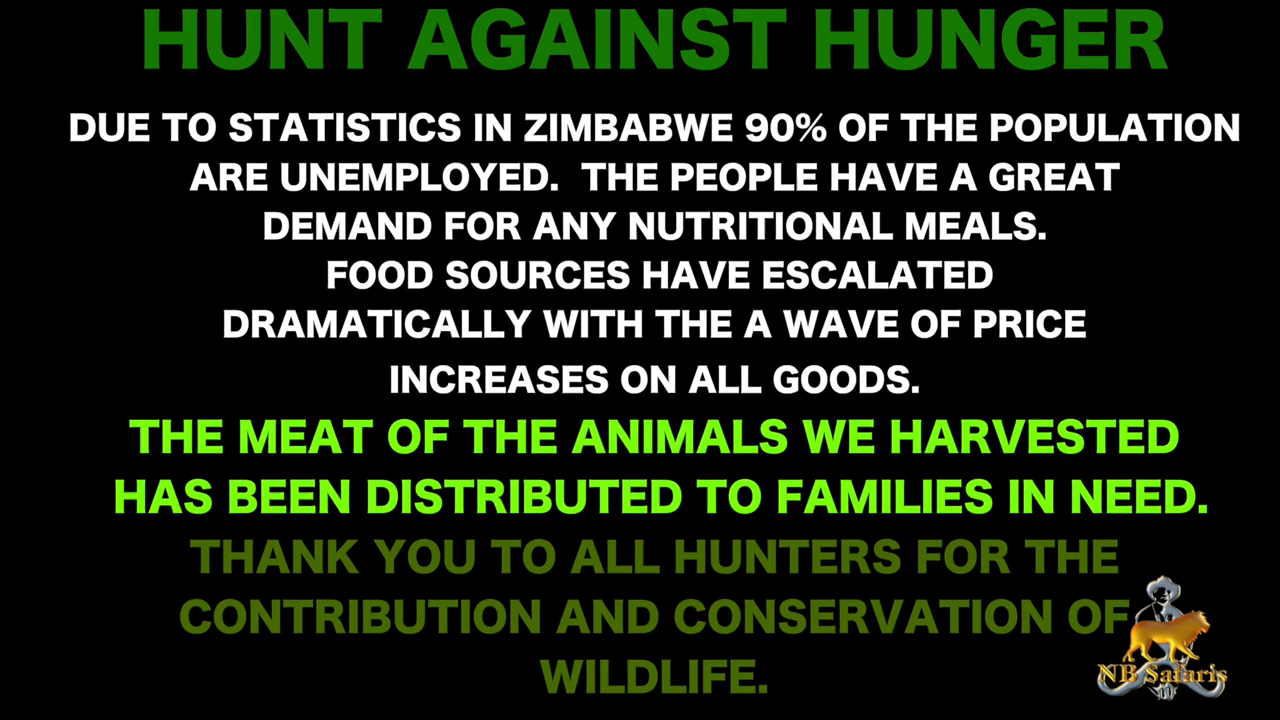 HUNT AGAINST HUNGER
DUE TO STATISTICS IN ZIMBABWE 90% OF THE POPULATION
ARE UNEMPLOYED. THE PEOPLE HAVE A GREAT
DEMAND FOR ANY NUTRITIONAL MEALS.
FOOD SOURCES HAVE ESCALATED
DRAMATICALLY WITH THE A WAVE OF PRICE
INCREASES ON ALL GOODS.
THE MEAT OF THE ANIMALS WE HARVESTED
HAS BEEN DISTRIBUTED TO FAMILIES IN NEED.
THANK YOU TO ALL HUNTERS FOR THE
CONTRIBUTION AND CONSERVATION OF
WILDLIFE.
NB Safaris